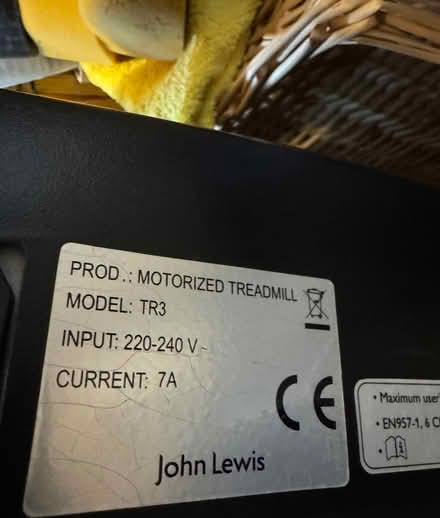 PROD.: MOTORIZED TREADMILL
MODEL: TR3
INPUT: 220-240 V~
CURRENT: 7A
CE
John Lewis
• Maximum user
• EN957-1, 6 C
•